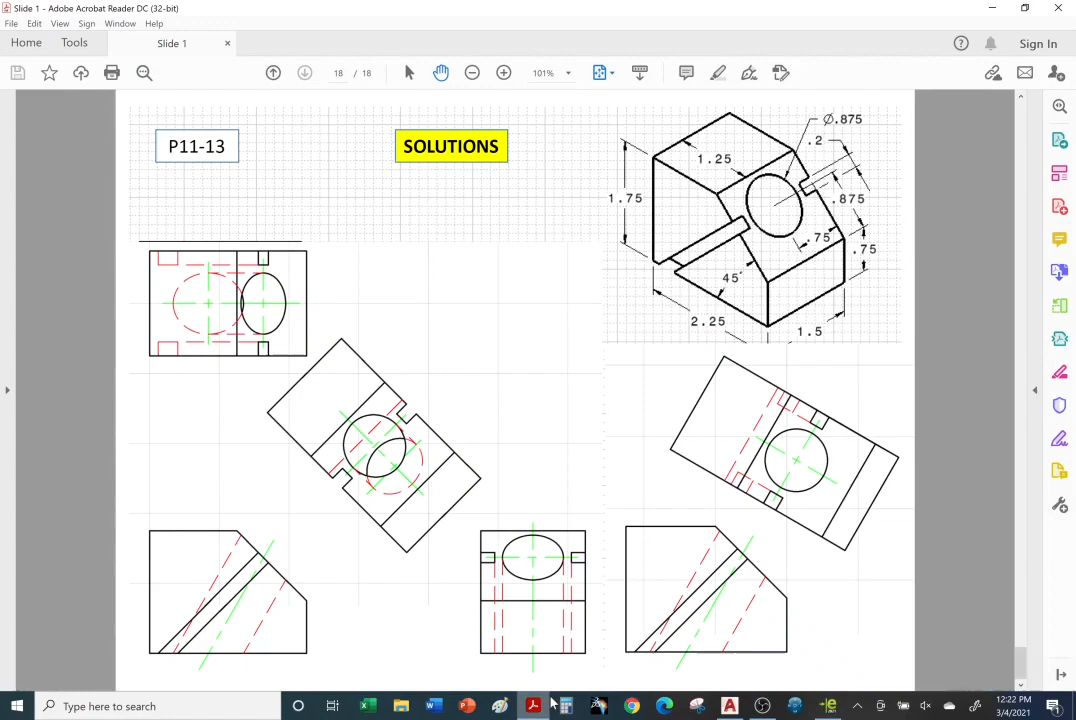 Slide 1 - Adobe Acrobat Reader DC (32-bit)
File Edit View Sign Window Help
Home Tools Slide 1 × Sign In
18 / 18 101%
P11-13
SOLUTIONS
Ø.875
.2
1.25
1.75
.875
.75
.75
45°
2.25
1.5
Type here to search
12:22 PM
3/4/2021